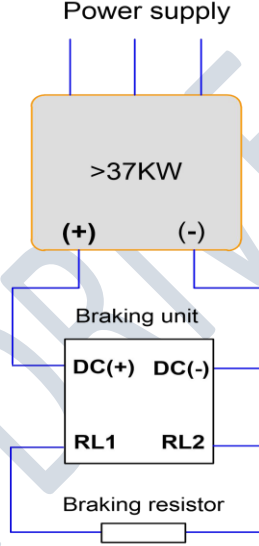 Power supply
>37KW
(+) (-)
Braking unit
DC(+) DC(-)
RL1 RL2
Braking resistor